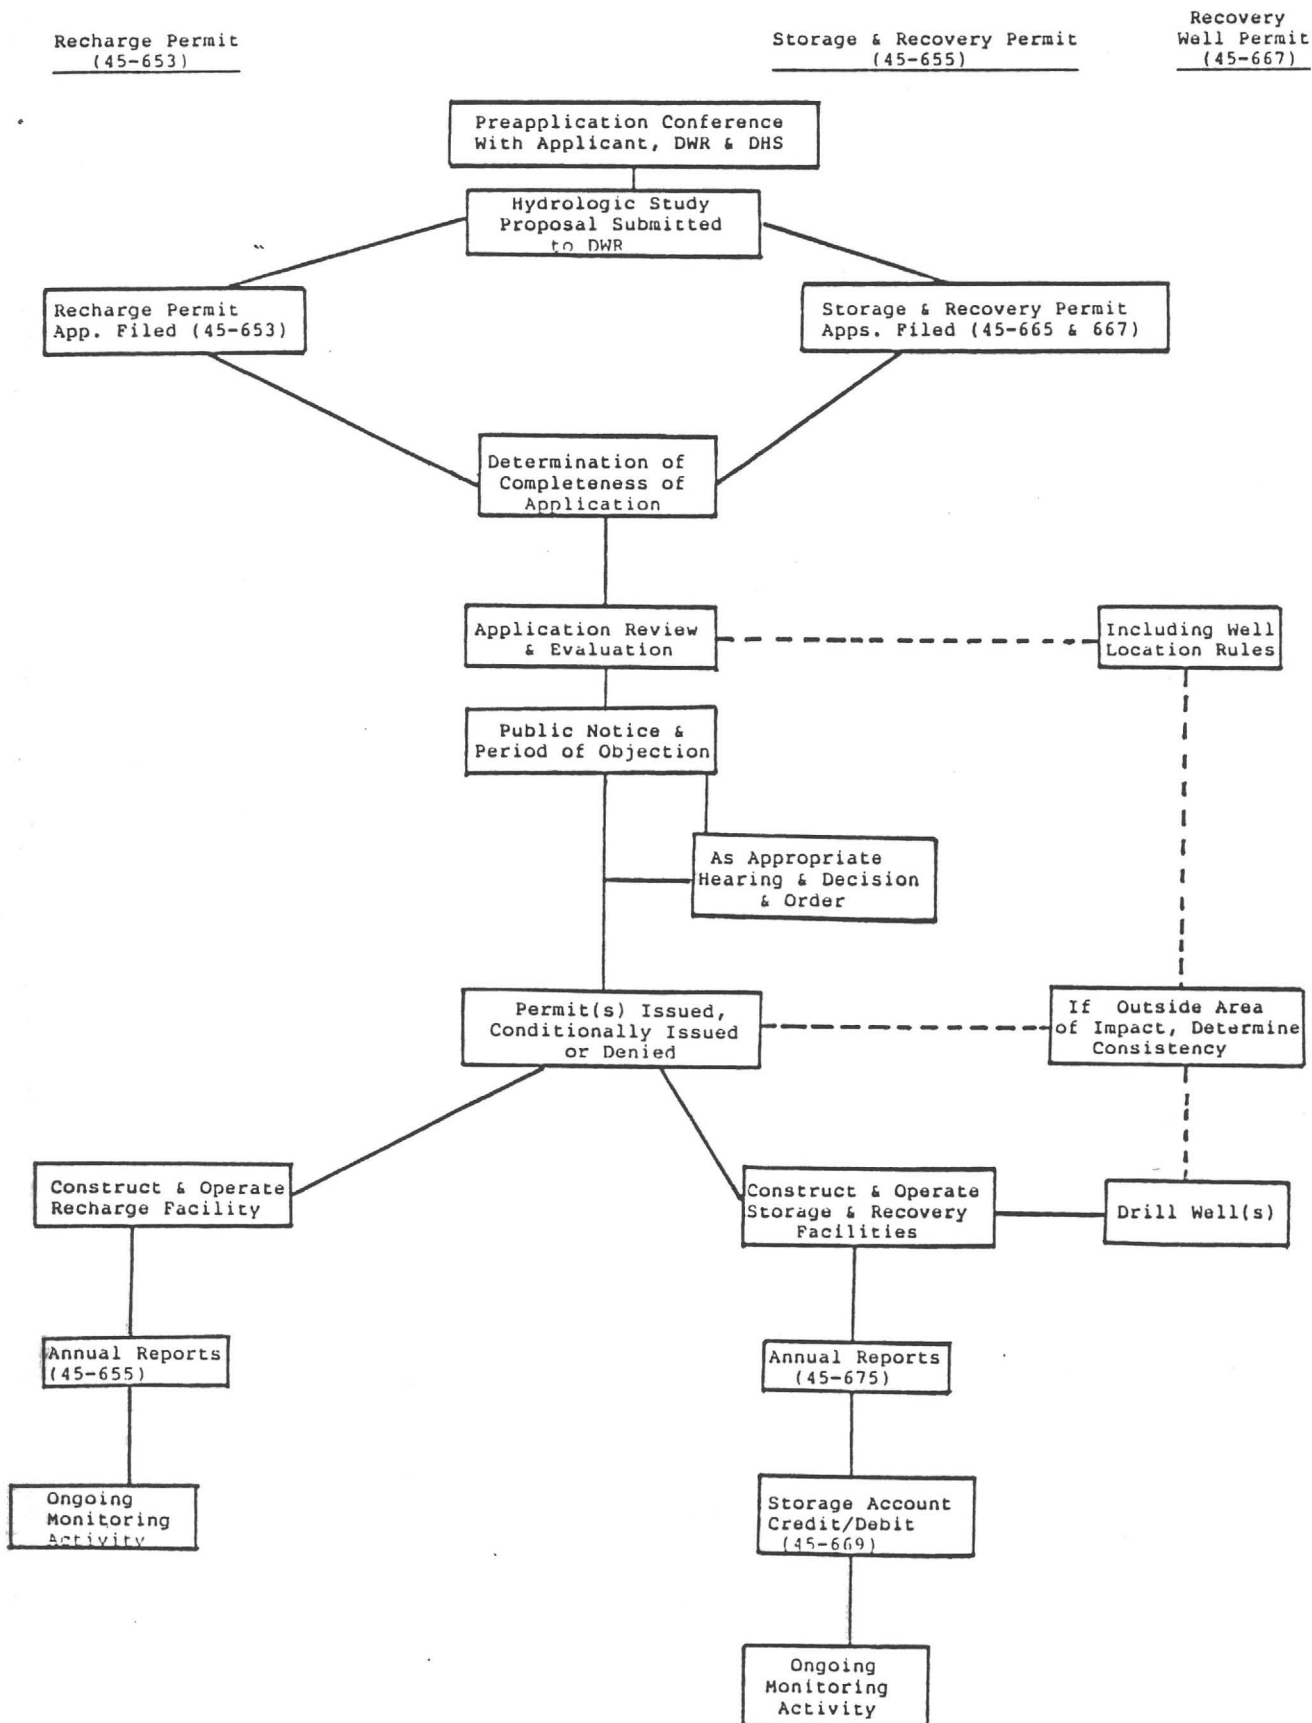 Recharge Permit
(45-653)
Storage & Recovery Permit
(45-655)
Recovery
Well Permit
(45-667)
Preapplication Conference
With Applicant, DWR & DHS
Hydrologic Study
Proposal Submitted
to DWR
Recharge Permit
App. Filed (45-653)
Storage & Recovery Permit
Apps. Filed (45-665 & 667)
Determination of
Completeness of
Application
Application Review
& Evaluation
Including Well
Location Rules
Public Notice &
Period of Objection
As Appropriate
Hearing & Decision
& Order
Permit(s) Issued,
Conditionally Issued
or Denied
If Outside Area
of Impact, Determine
Consistency
Construct & Operate
Recharge Facility
Construct & Operate
Storage & Recovery
Facilities
Drill Well(s)
Annual Reports
(45-655)
Annual Reports
(45-675)
Ongoing
Monitoring
Activity
Storage Account
Credit/Debit
(45-669)
Ongoing
Monitoring
Activity